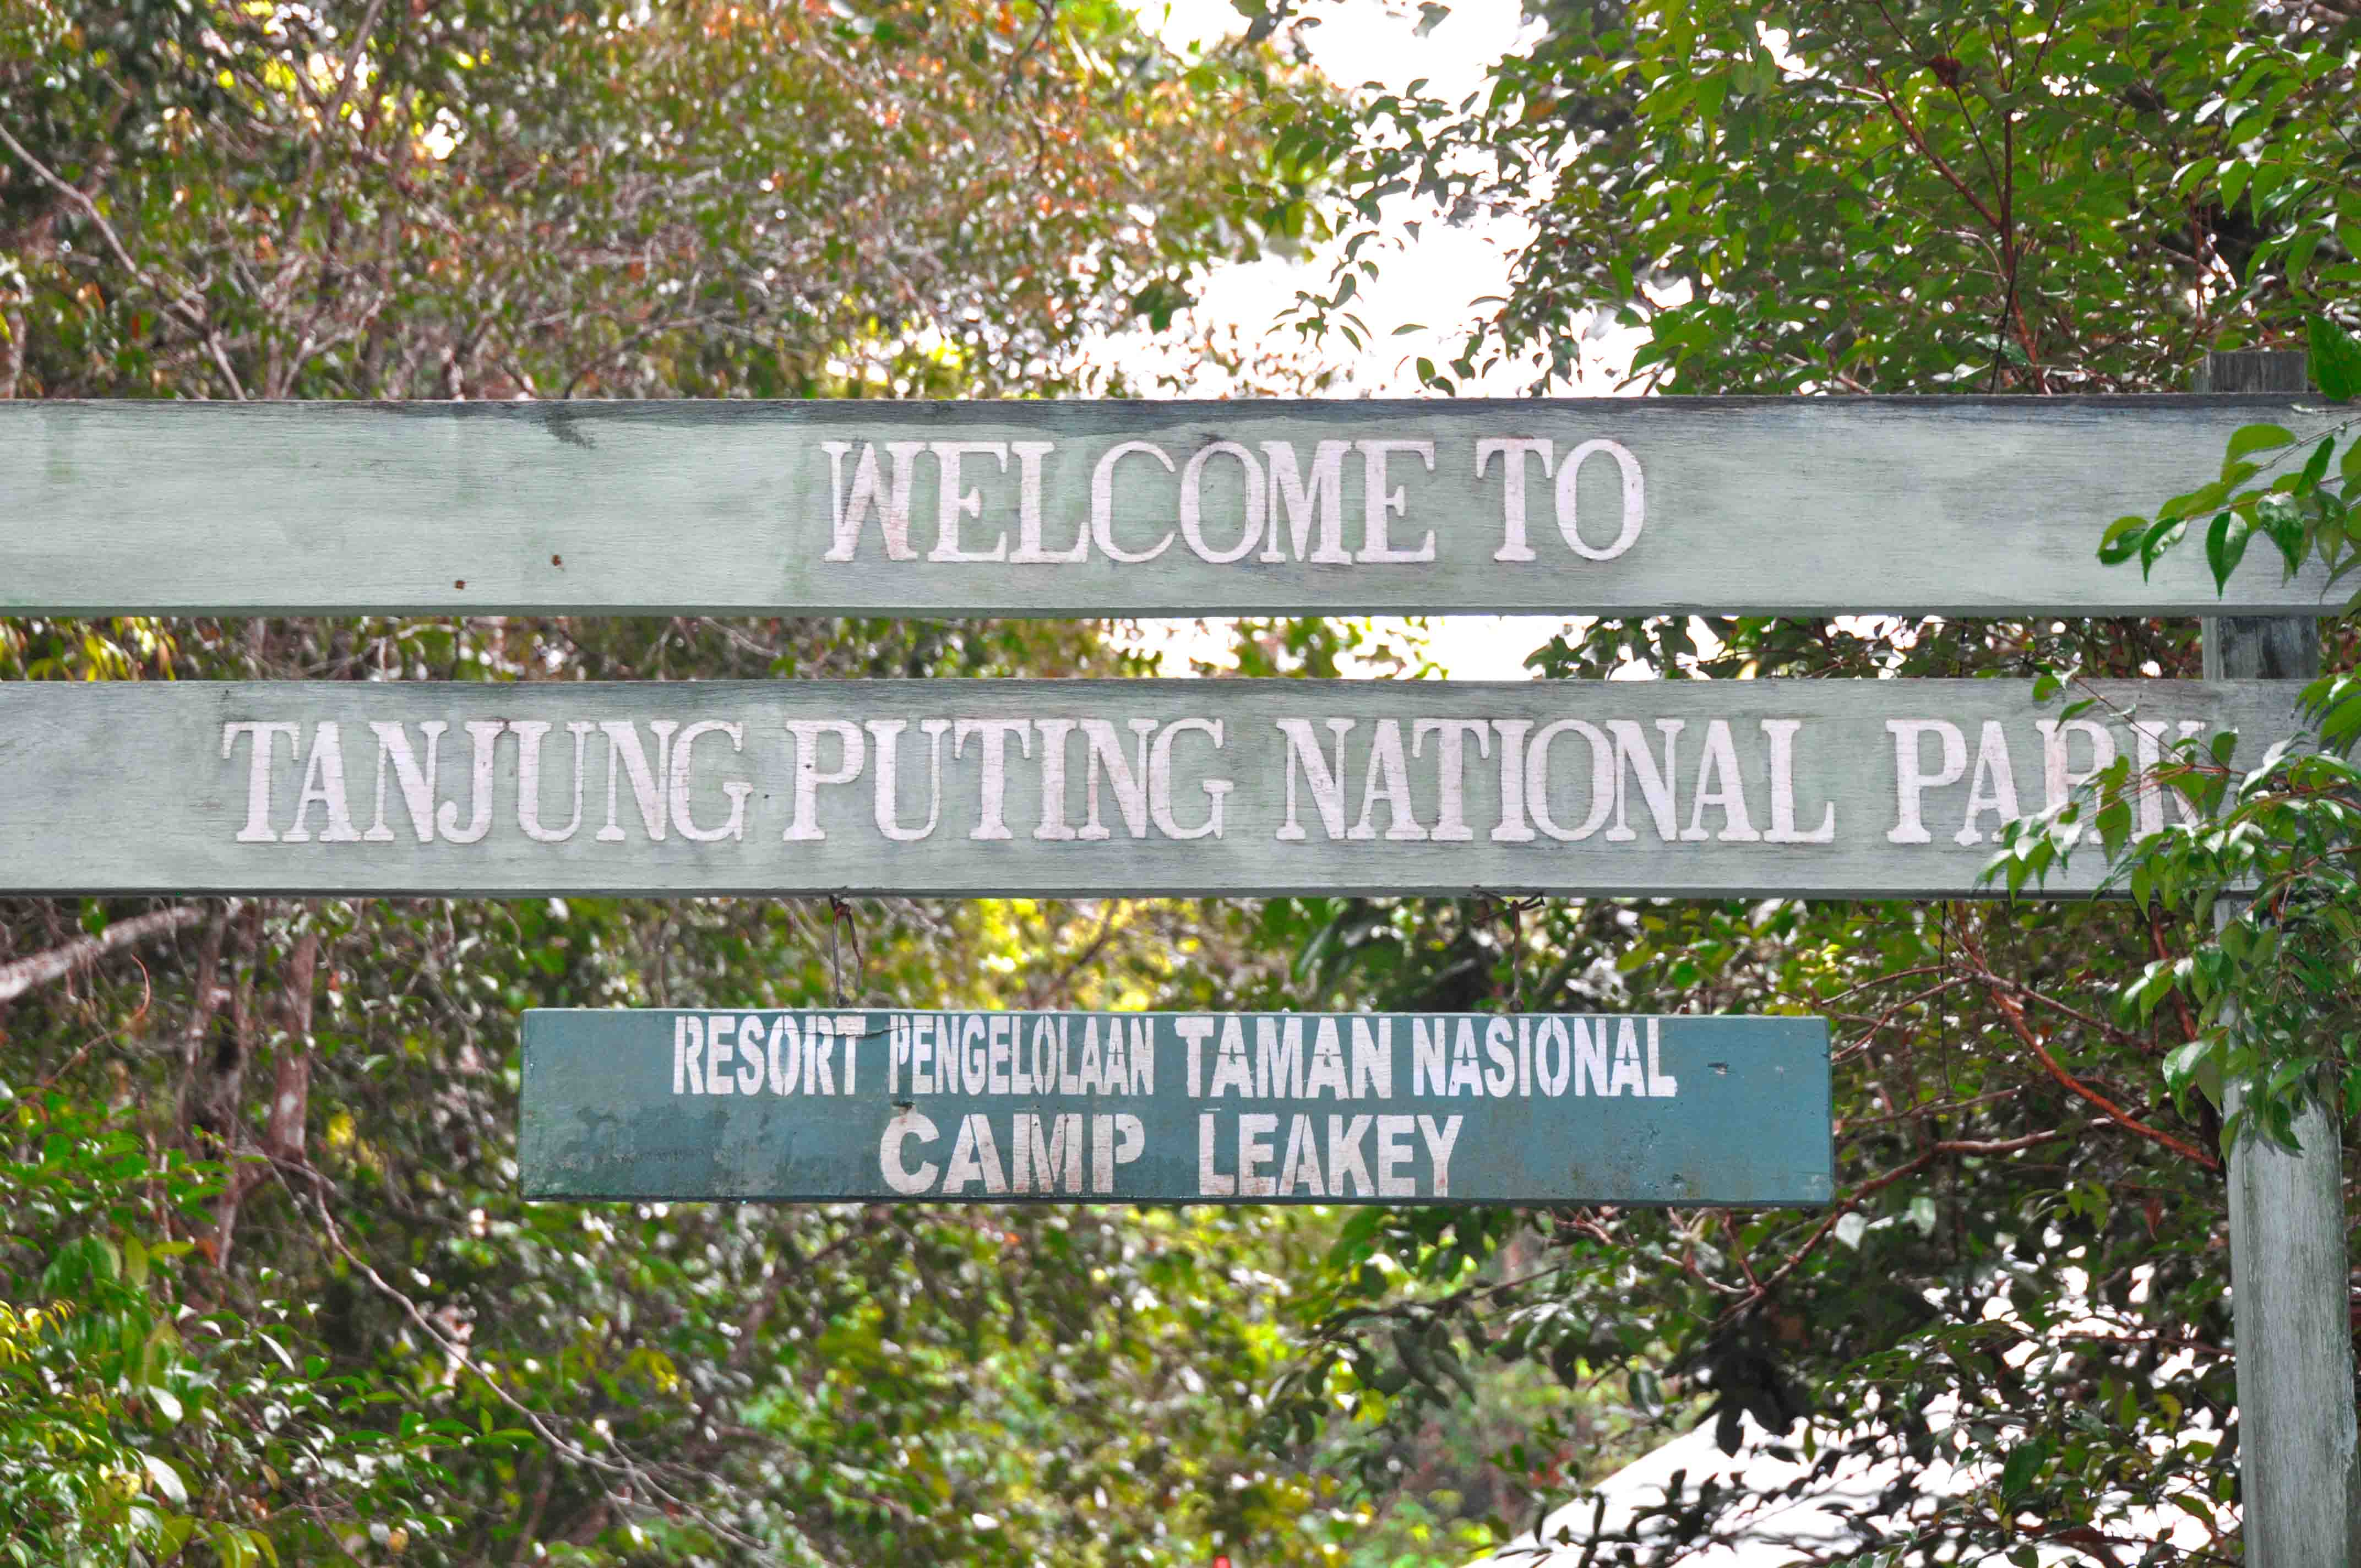 WELCOME TO
TANJUNG PUTING NATIONAL PARK
RESORT PENGELOLAAN TAMAN NASIONAL
CAMP LEAKEY